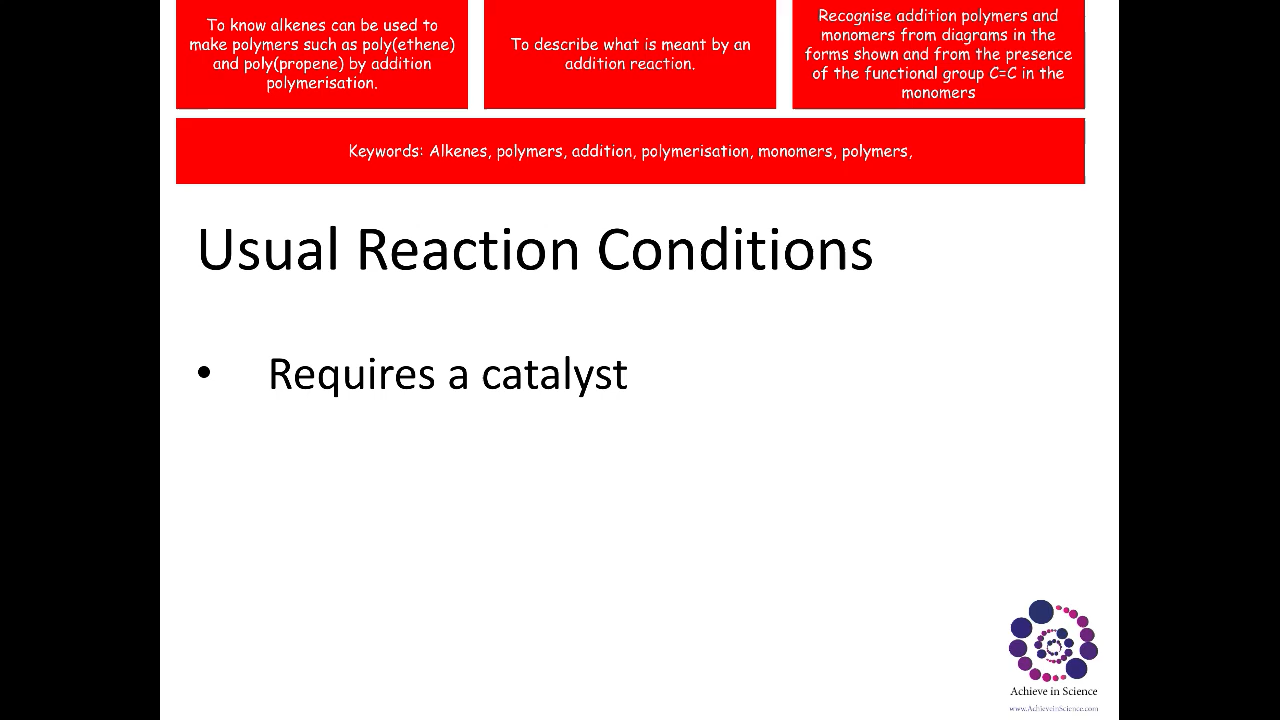 To know alkenes can be used to
make polymers such as poly(ethene)
and poly(propene) by addition
polymerisation.
To describe what is meant by an
addition reaction.
Recognise addition polymers and
monomers from diagrams in the
forms shown and from the presence
of the functional group C=C in the
monomers
Keywords: Alkenes, polymers, addition, polymerisation, monomers, polymers,
Usual Reaction Conditions
• Requires a catalyst
Achieve in Science
www.AchieveinScience.com